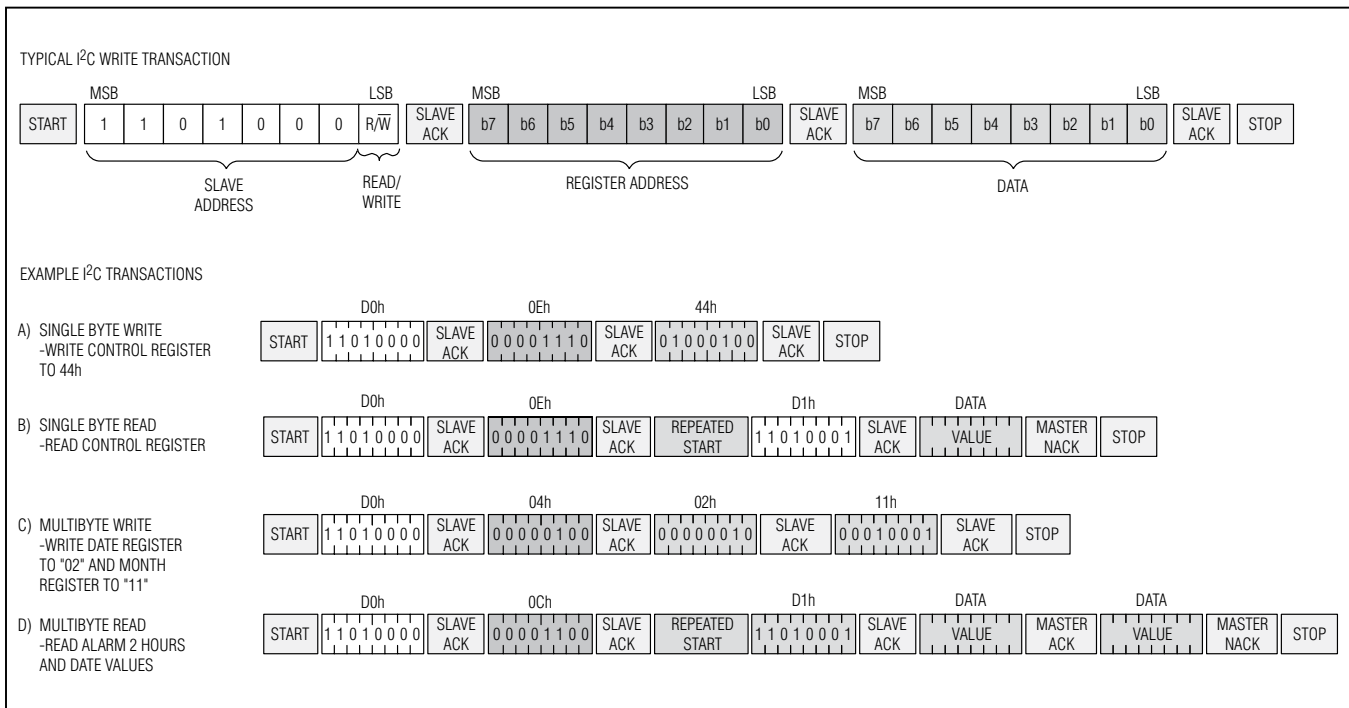 TYPICAL I2C WRITE TRANSACTION
MSB LSB MSB LSB MSB LSB
START 1 1 0 1 0 0 0 R/W̅ SLAVE ACK b7 b6 b5 b4 b3 b2 b1 b0 SLAVE ACK b7 b6 b5 b4 b3 b2 b1 b0 SLAVE ACK STOP
SLAVE ADDRESS READ/WRITE REGISTER ADDRESS DATA
EXAMPLE I2C TRANSACTIONS
D0h 0Eh 44h
A) SINGLE BYTE WRITE
-WRITE CONTROL REGISTER
TO 44h
START 11010000 SLAVE ACK 00001110 SLAVE ACK 01000100 SLAVE ACK STOP
D0h 0Eh D1h DATA
B) SINGLE BYTE READ
-READ CONTROL REGISTER
START 11010000 SLAVE ACK 00001110 SLAVE ACK REPEATED START 11010001 SLAVE ACK VALUE MASTER NACK STOP
D0h 04h 02h 11h
C) MULTIBYTE WRITE
-WRITE DATE REGISTER
TO "02" AND MONTH
REGISTER TO "11"
START 11010000 SLAVE ACK 00000100 SLAVE ACK 00000010 SLAVE ACK 00010001 SLAVE ACK STOP
D0h 0Ch D1h DATA DATA
D) MULTIBYTE READ
-READ ALARM 2 HOURS
AND DATE VALUES
START 11010000 SLAVE ACK 00001100 SLAVE ACK REPEATED START 11010001 SLAVE ACK VALUE MASTER ACK VALUE MASTER NACK STOP